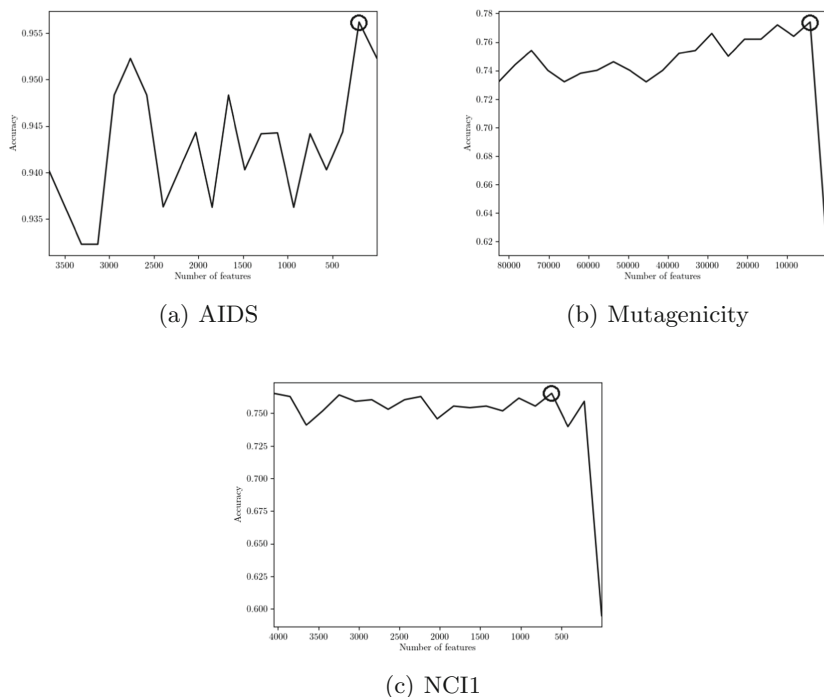 0.955
0.950
0.945
0.940
0.935
Accuracy
3500 3000 2500 2000 1500 1000 500
Number of features
(a) AIDS
0.78
0.76
0.74
0.72
0.70
0.68
0.66
0.64
0.62
Accuracy
80000 70000 60000 50000 40000 30000 20000 10000
Number of features
(b) Mutagenicity
0.750
0.725
0.700
0.675
0.650
0.625
0.600
Accuracy
4000 3500 3000 2500 2000 1500 1000 500
Number of features
(c) NCI1